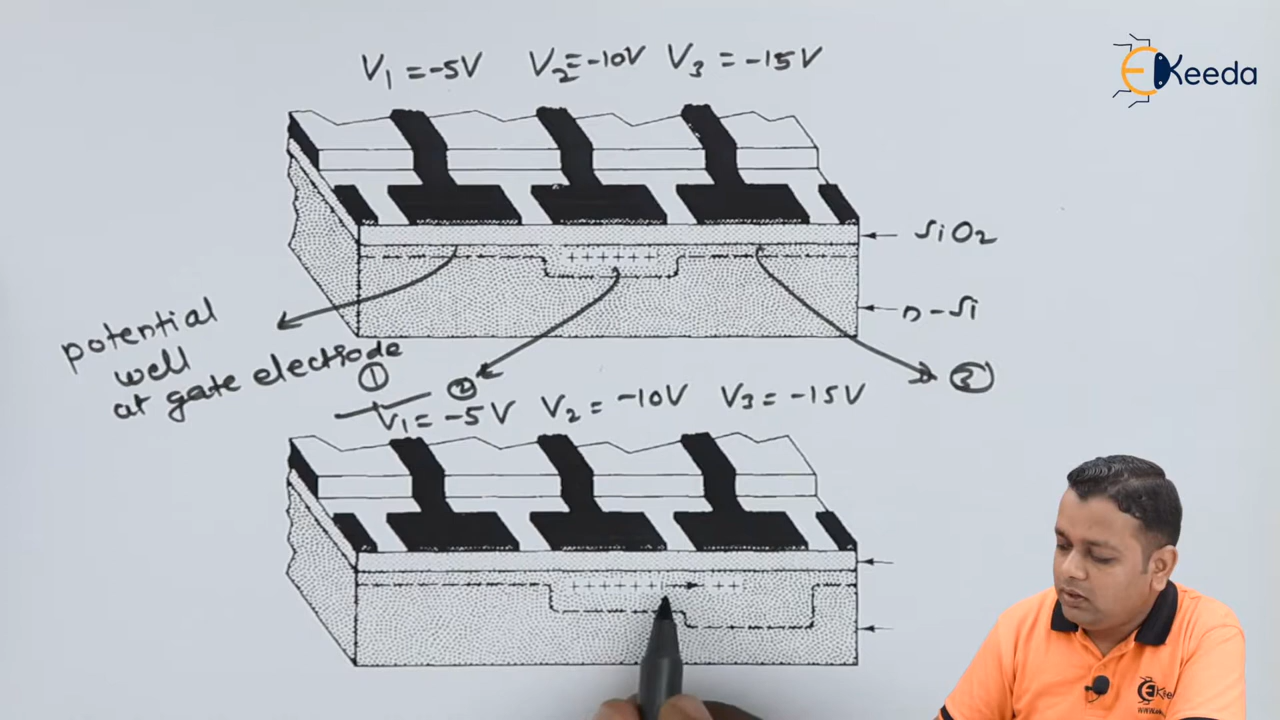 V1 = -5V V2 = -10V V3 = -15V
Keeda
SiO2
n-Si
potential
well
at gate electiode
1
2
3
V1 = -5V V2 = -10V V3 = -15V
+ + + + + +
+ + + + + + → + +